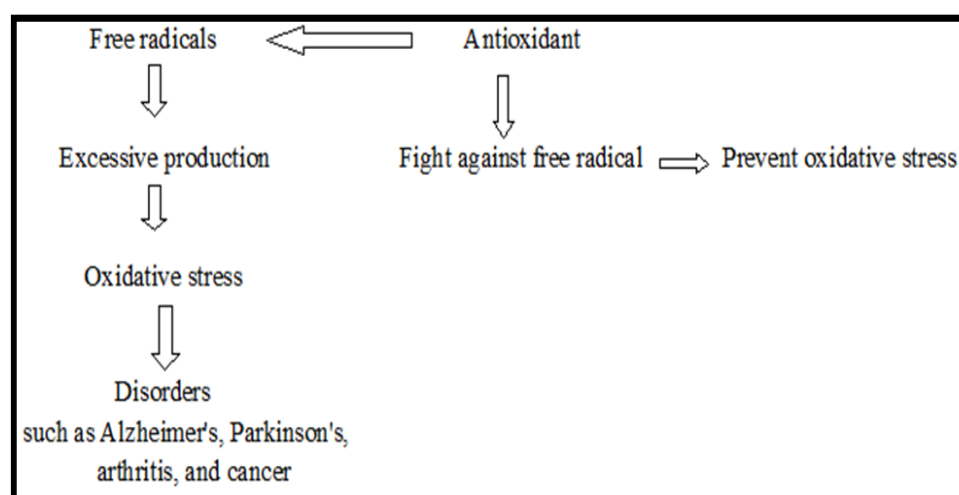 Free radicals
Antioxidant
Excessive production
Fight against free radical
Prevent oxidative stress
Oxidative stress
Disorders
such as Alzheimer's, Parkinson's,
arthritis, and cancer